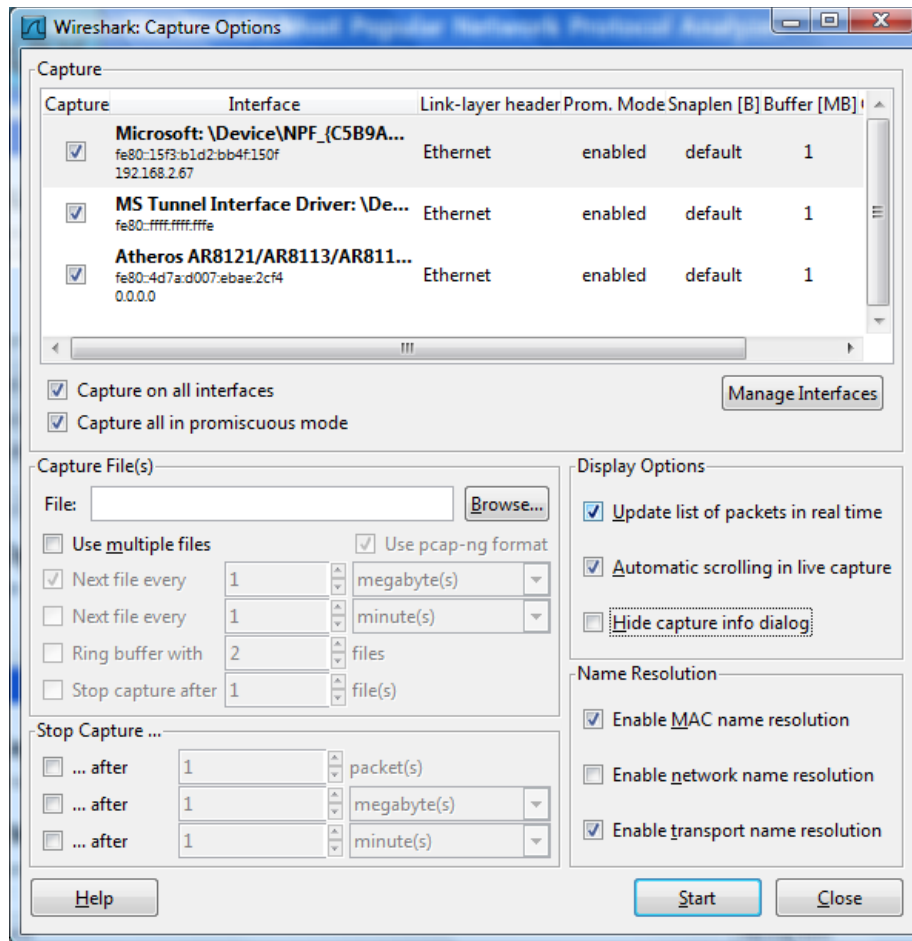 Wireshark: Capture Options
Capture
Capture Interface Link-layer header Prom. Mode Snaplen [B] Buffer [MB]
Microsoft: \Device\NPF_{C5B9A...
fe80::15f3:b1d2:bb4f:150f Ethernet enabled default 1
192.168.2.67
MS Tunnel Interface Driver: \De...
fe80::ffff:ffff:fffe Ethernet enabled default 1
Atheros AR8121/AR8113/AR811...
fe80::4d7a:d007:ebae:2cf4 Ethernet enabled default 1
0.0.0.0
Capture on all interfaces
Manage Interfaces
Capture all in promiscuous mode
Capture File(s)
File: Browse...
Use multiple files Use pcap-ng format
Next file every 1 megabyte(s)
Next file every 1 minute(s)
Ring buffer with 2 files
Stop capture after 1 file(s)
Stop Capture ...
... after 1 packet(s)
... after 1 megabyte(s)
... after 1 minute(s)
Display Options
Update list of packets in real time
Automatic scrolling in live capture
Hide capture info dialog
Name Resolution
Enable MAC name resolution
Enable network name resolution
Enable transport name resolution
Help Start Close